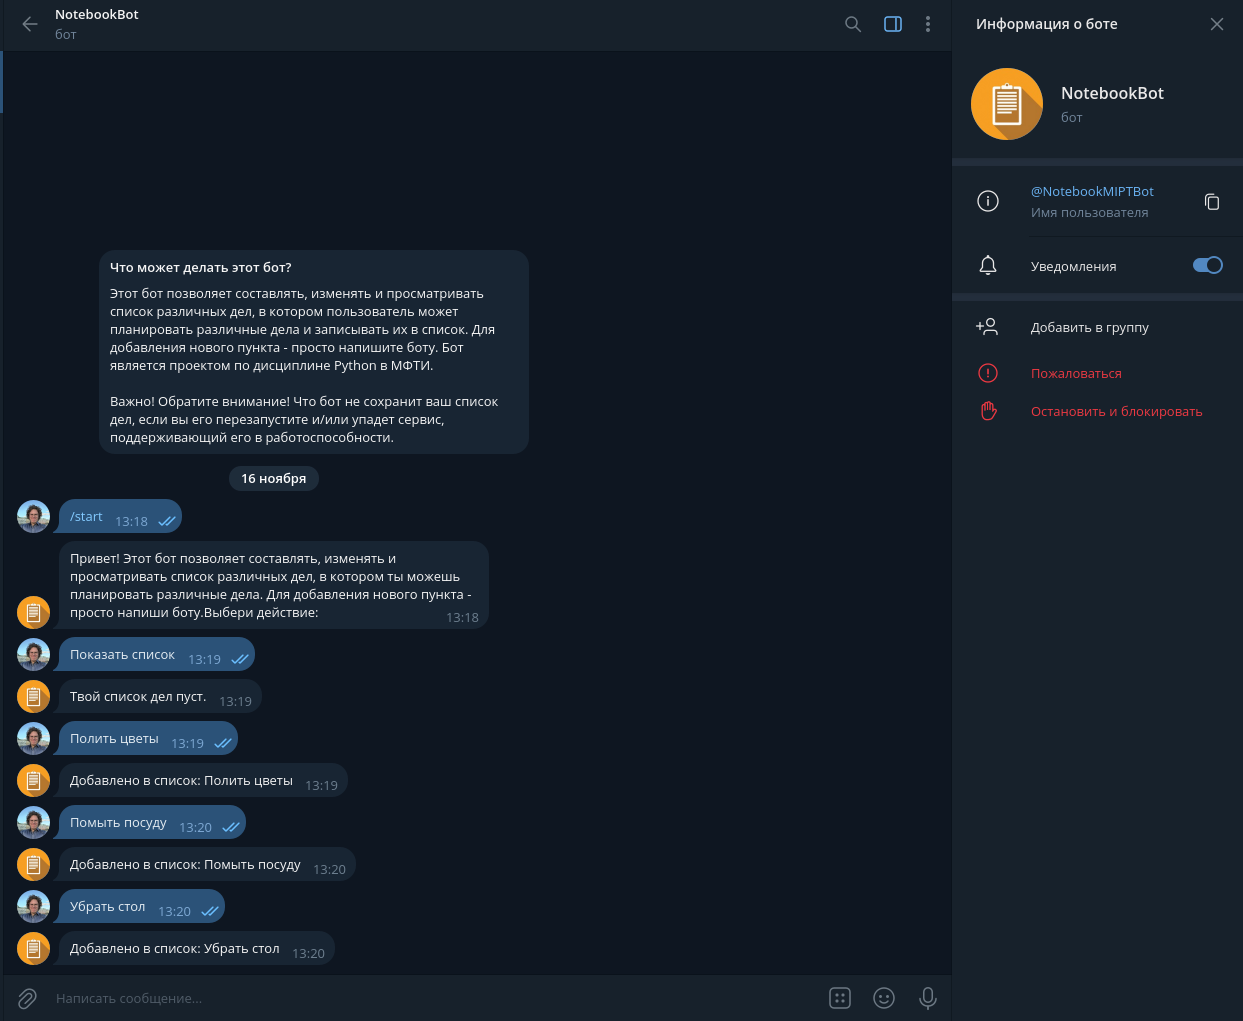 NotebookBot
бот
Информация о боте
NotebookBot
бот
@NotebookMIPTBot
Имя пользователя
Уведомления
Добавить в группу
Пожаловаться
Остановить и блокировать
Что может делать этот бот?
Этот бот позволяет составлять, изменять и просматривать
список различных дел, в котором пользователь может
планировать различные дела и записывать их в список. Для
добавления нового пункта - просто напишите боту. Бот
является проектом по дисциплине Python в МФТИ.
Важно! Обратите внимание! Что бот не сохранит ваш список
дел, если вы его перезапустите и/или упадет сервис,
поддерживающий его в работоспособности.
16 ноября
/start 13:18
Привет! Этот бот позволяет составлять, изменять и
просматривать список различных дел, в котором ты можешь
планировать различные дела. Для добавления нового пункта -
просто напиши боту.Выбери действие: 13:18
Показать список 13:19
Твой список дел пуст. 13:19
Полить цветы 13:19
Добавлено в список: Полить цветы 13:19
Помыть посуду 13:20
Добавлено в список: Помыть посуду 13:20
Убрать стол 13:20
Добавлено в список: Убрать стол 13:20
Написать сообщение...